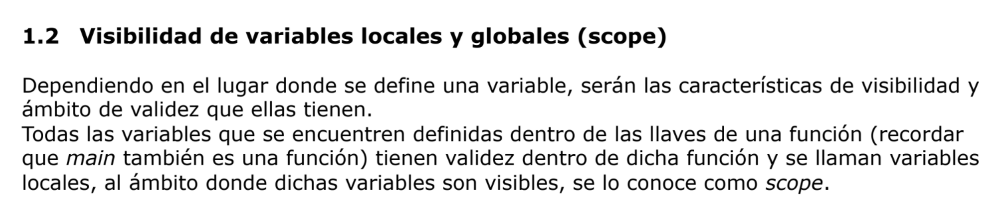 1.2 Visibilidad de variables locales y globales (scope)
Dependiendo en el lugar donde se define una variable, serán las características de visibilidad y
ámbito de validez que ellas tienen.
Todas las variables que se encuentren definidas dentro de las llaves de una función (recordar
que main también es una función) tienen validez dentro de dicha función y se llaman variables
locales, al ámbito donde dichas variables son visibles, se lo conoce como scope.